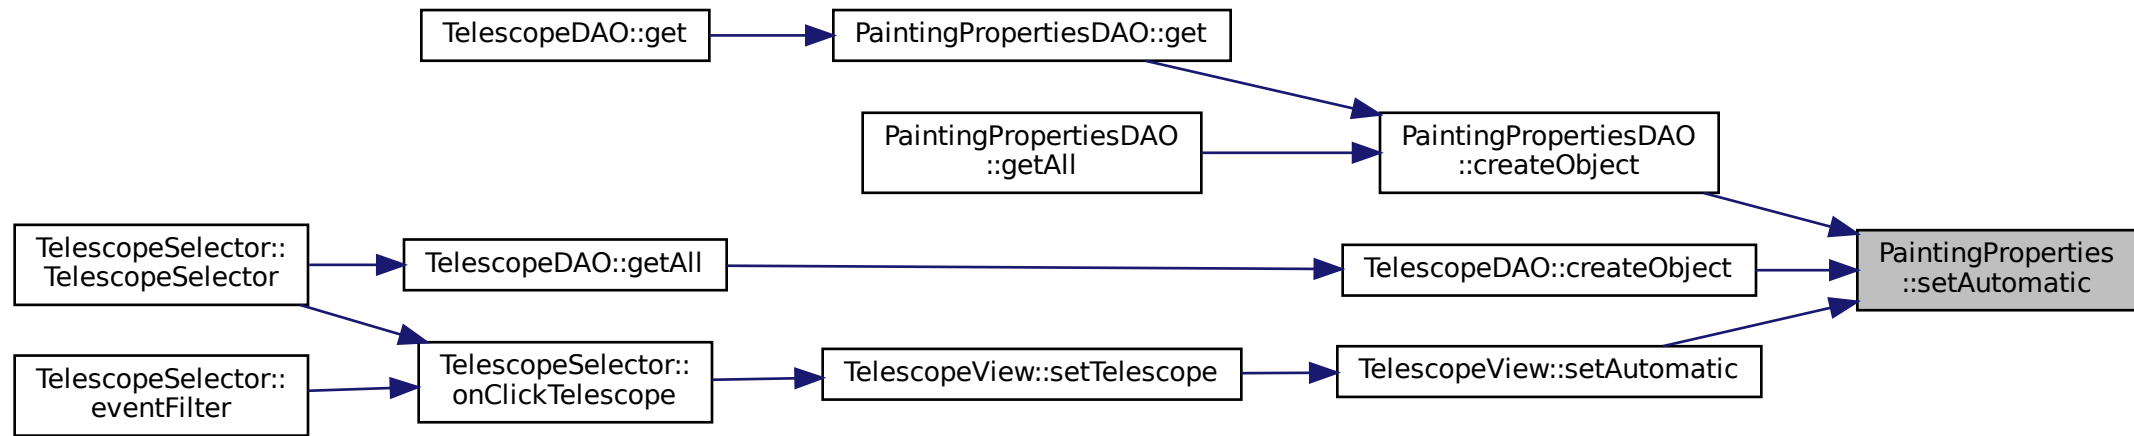 TelescopeDAO::get
PaintingPropertiesDAO::get
PaintingPropertiesDAO
::getAll
PaintingPropertiesDAO
::createObject
TelescopeSelector::
TelescopeSelector
TelescopeDAO::getAll
TelescopeDAO::createObject
PaintingProperties
::setAutomatic
TelescopeSelector::
eventFilter
TelescopeSelector::
onClickTelescope
TelescopeView::setTelescope
TelescopeView::setAutomatic